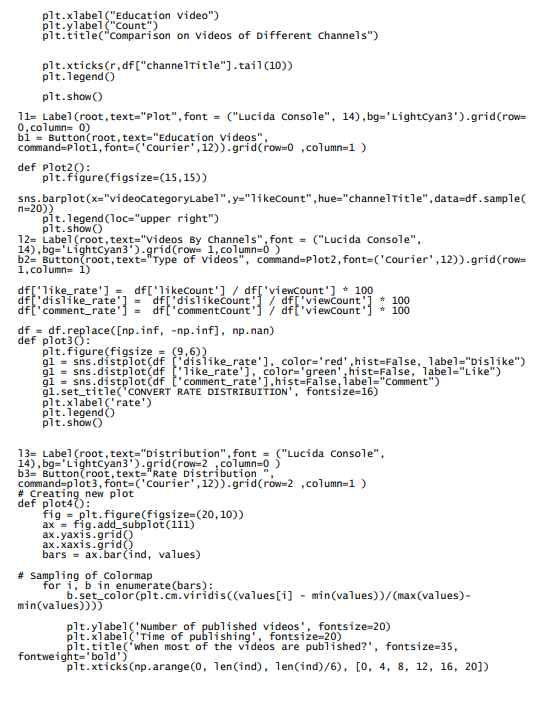 plt.xlabel("Education Video")
plt.ylabel("Count")
plt.title("Comparison on Videos of Different Channels")
plt.xticks(r,df["channelTitle"].tail(10))
plt.legend()
plt.show()
l1= Label(root,text="Plot",font = ("Lucida Console", 14),bg='LightCyan3').grid(row=
0,column= 0)
b1 = Button(root,text="Education Videos",
command=Plot1,font=('Courier',12)).grid(row=0 ,column=1 )
def Plot2():
plt.figure(figsize=(15,15))
sns.barplot(x="videoCategoryLabel",y="likeCount",hue="channelTitle",data=df.sample(
n=20))
plt.legend(loc="upper right")
plt.show()
l2= Label(root,text="Videos By Channels",font = ("Lucida Console",
14),bg='LightCyan3').grid(row= 1,column=0 )
b2= Button(root,text="Type of Videos", command=Plot2,font=('Courier',12)).grid(row=
1,column= 1)
df['like_rate'] =  df['likeCount'] / df['viewCount'] * 100
df['dislike_rate'] =  df['dislikeCount'] / df['viewCount'] * 100
df['comment_rate'] =  df['commentCount'] / df['viewCount'] * 100
df = df.replace([np.inf, -np.inf], np.nan)
def plot3():
plt.figure(figsize = (9,6))
g1 = sns.distplot(df ['dislike_rate'], color='red',hist=False, label="Dislike")
g1 = sns.distplot(df ['like_rate'], color='green',hist=False, label="Like")
g1 = sns.distplot(df ['comment_rate'],hist=False,label="Comment")
g1.set_title('CONVERT RATE DISTRIBUITION', fontsize=16)
plt.xlabel('rate')
plt.legend()
plt.show()
l3= Label(root,text="Distribution",font = ("Lucida Console",
14),bg='LightCyan3').grid(row=2 ,column=0 )
b3= Button(root,text="Rate Distribution ",
command=plot3,font=('Courier',12)).grid(row=2 ,column=1 )
# Creating new plot
def plot4():
fig = plt.figure(figsize=(20,10))
ax = fig.add_subplot(111)
ax.yaxis.grid()
ax.xaxis.grid()
bars = ax.bar(ind, values)
# Sampling of Colormap
for i, b in enumerate(bars):
b.set_color(plt.cm.viridis((values[i] - min(values))/(max(values)-
min(values))))
plt.ylabel('Number of published videos', fontsize=20)
plt.xlabel('Time of publishing', fontsize=20)
plt.title('When most of the videos are published?', fontsize=35,
fontweight='bold')
plt.xticks(np.arange(0, len(ind), len(ind)/6), [0, 4, 8, 12, 16, 20])